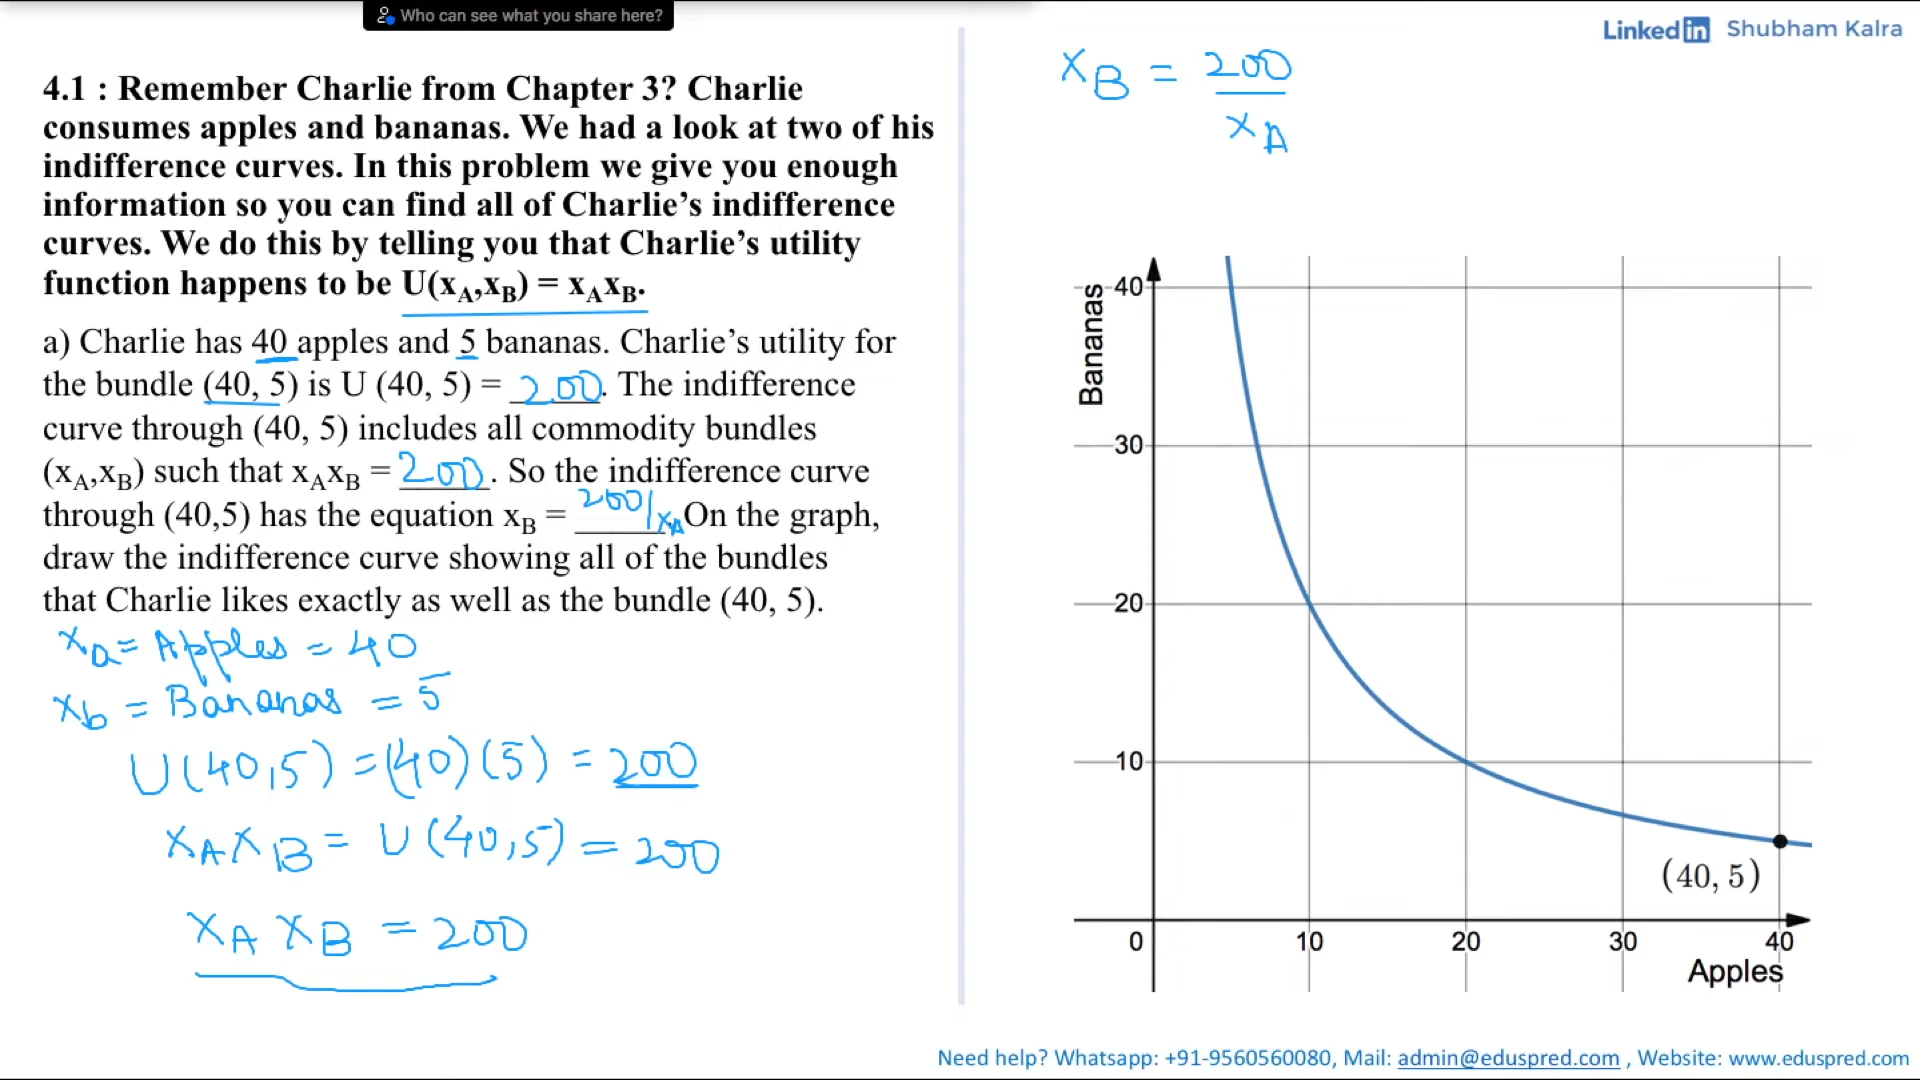 Who can see what you share here?
Linked in Shubham Kalra
4.1 : Remember Charlie from Chapter 3? Charlie
consumes apples and bananas. We had a look at two of his
indifference curves. In this problem we give you enough
information so you can find all of Charlie’s indifference
curves. We do this by telling you that Charlie’s utility
function happens to be U(xA,xB) = xAxB.
a) Charlie has 40 apples and 5 bananas. Charlie’s utility for
the bundle (40, 5) is U (40, 5) = 200. The indifference
curve through (40, 5) includes all commodity bundles
(xA,xB) such that xAxB = 200. So the indifference curve
through (40,5) has the equation xB = 200/xA. On the graph,
draw the indifference curve showing all of the bundles
that Charlie likes exactly as well as the bundle (40, 5).
xa = Apples = 40
xb = Bananas = 5
U(40,5) = (40)(5) = 200
xAxB = U(40,5) = 200
xA xB = 200
xB = 200
xA
Bananas
40
30
20
10
0 10 20 30 40
(40, 5)
Apples
Need help? Whatsapp: +91-9560560080, Mail: admin@eduspred.com , Website: www.eduspred.com